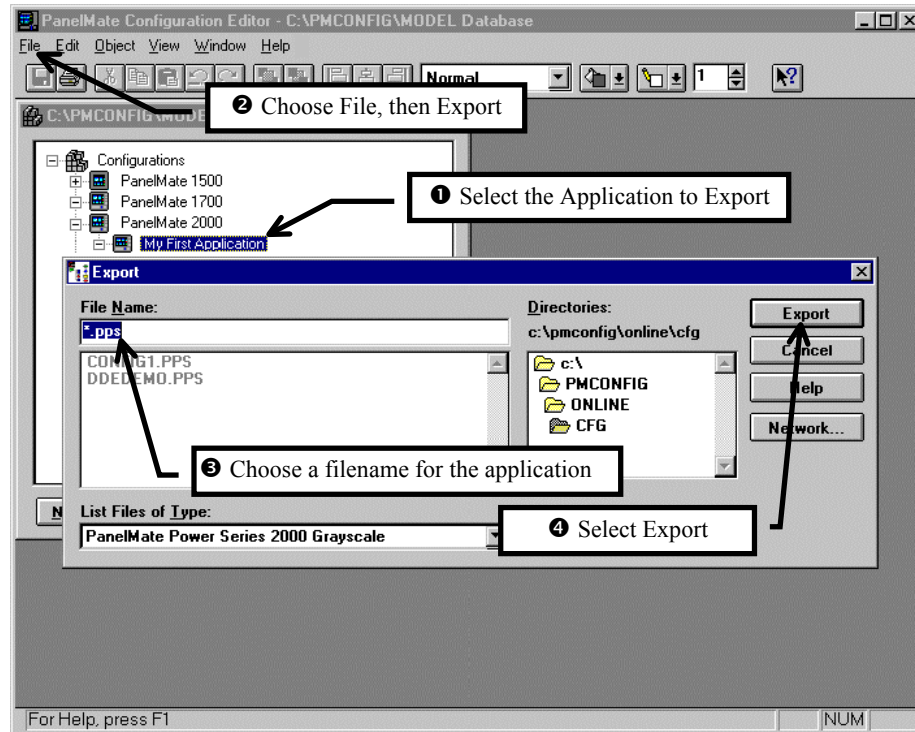 PanelMate Configuration Editor - C:\PMCONFIG\MODEL Database
File Edit Object View Window Help
Normal
1
❷ Choose File, then Export
C:\PMCONFIG\MODE
Configurations
PanelMate 1500
PanelMate 1700
PanelMate 2000
❶ Select the Application to Export
My First Application
Export
File Name:
*.pps
CONFIG1.PPS
DDEDEMO.PPS
Directories:
c:\pmconfig\online\cfg
c:\
PMCONFIG
ONLINE
CFG
Export
Cancel
Help
Network...
❸ Choose a filename for the application
N
List Files of Type:
PanelMate Power Series 2000 Grayscale
❹ Select Export
For Help, press F1
NUM